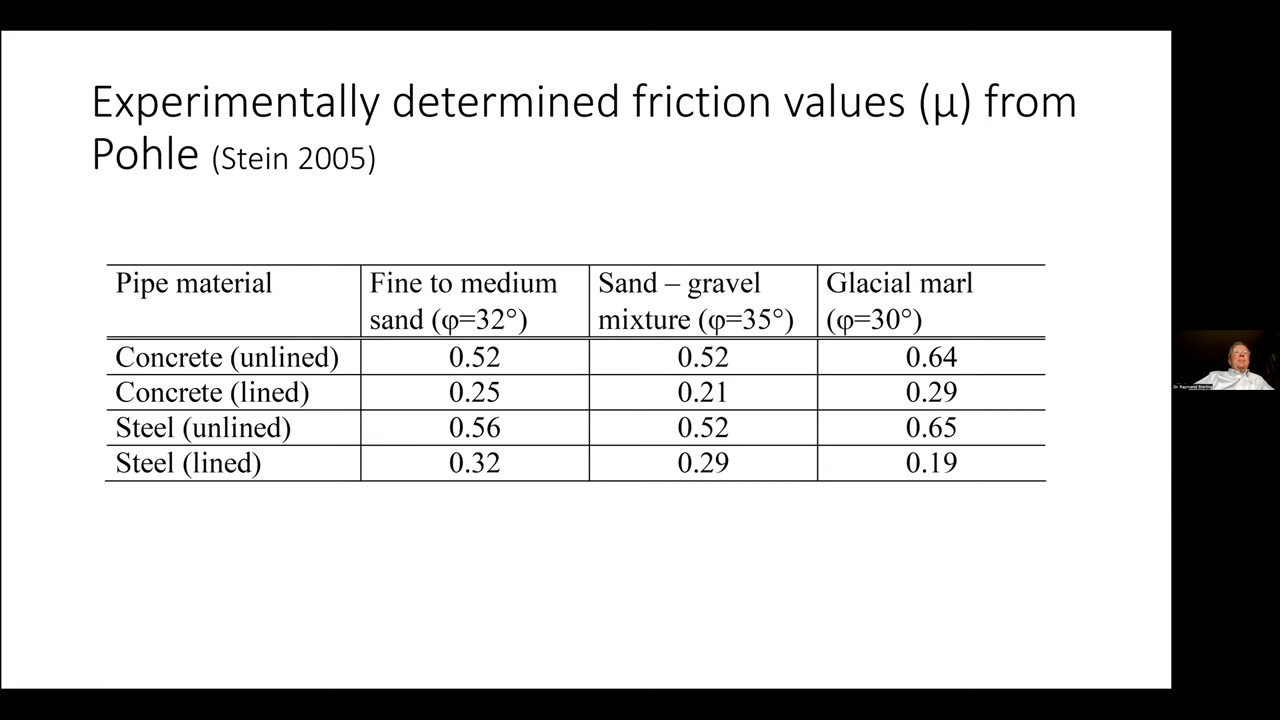 Experimentally determined friction values (μ) from
Pohle (Stein 2005)
Pipe material
Fine to medium
sand (φ=32°)
Sand – gravel
mixture (φ=35°)
Glacial marl
(φ=30°)
Concrete (unlined) 0.52 0.52 0.64
Concrete (lined) 0.25 0.21 0.29
Steel (unlined) 0.56 0.52 0.65
Steel (lined) 0.32 0.29 0.19
Dr. Raymond